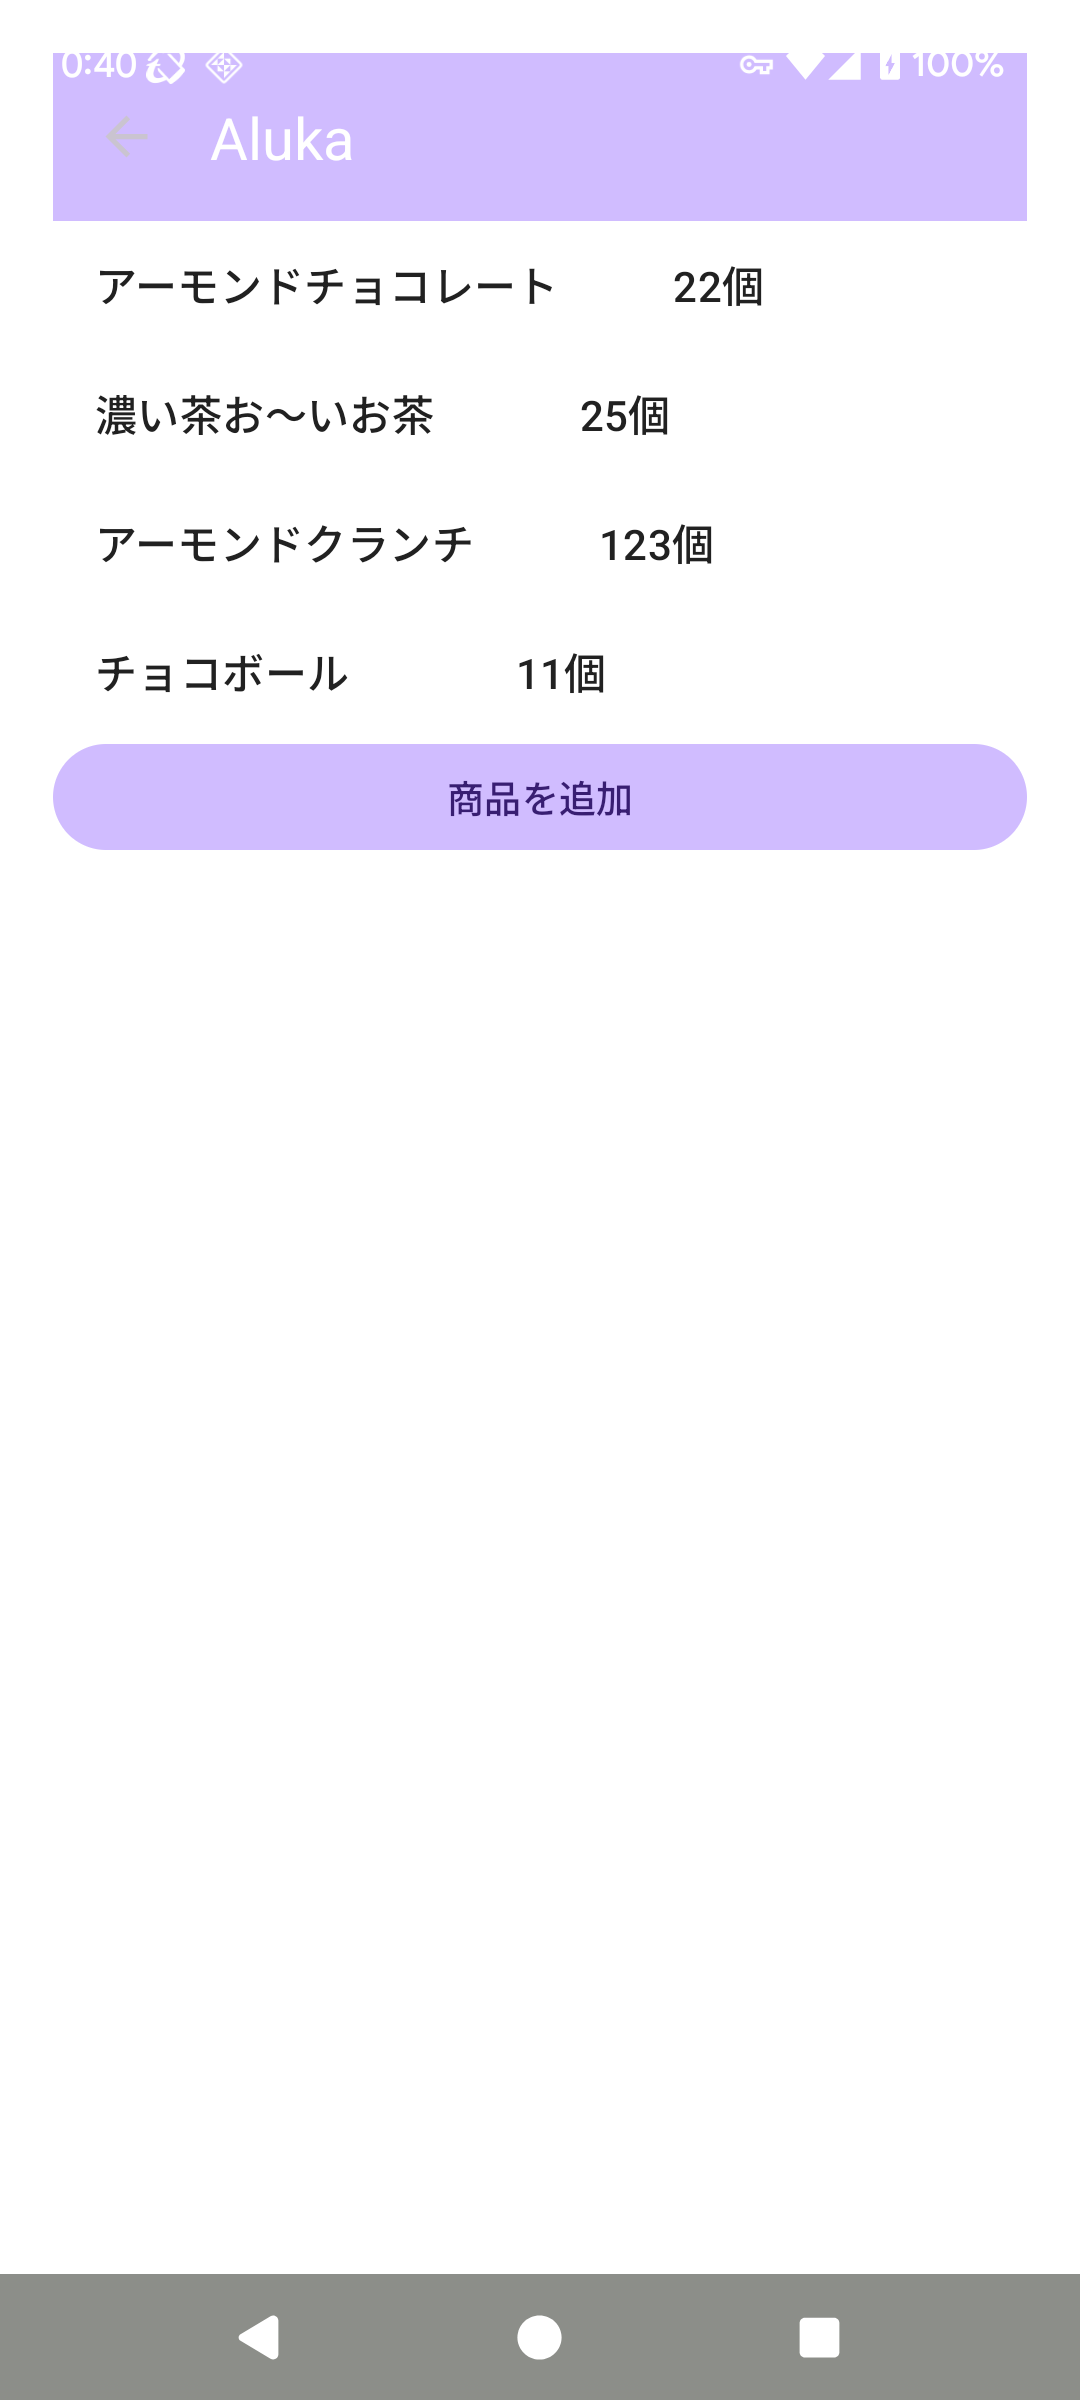 0:40 100%
Aluka
アーモンドチョコレート 22個
濃い茶お〜いお茶 25個
アーモンドクランチ 123個
チョコボール 11個
商品を追加